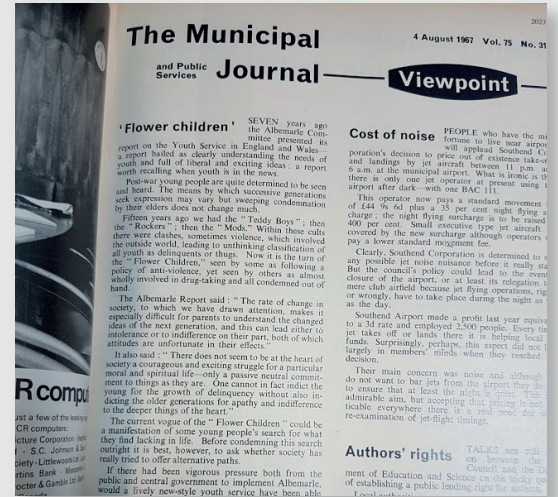 2023
The Municipal
and Public
Services
Journal
4 August 1967 Vol. 75 No. 31
Viewpoint
'Flower children'
SEVEN years ago
the Albemarle Com-
mittee presented its
report on the Youth Service in England and Wales—
a report hailed as clearly understanding the needs of
youth and full of liberal and exciting ideas: a report
worth recalling when youth is in the news.
Post-war young people are quite determined to be seen
and heard. The means by which successive generations
seek expression may vary but sweeping condemnation
by their elders does not change much.
Fifteen years ago we had the "Teddy Boys"; then
the "Rockers"; then the "Mods." Within these cults
there were clashes, sometimes violence, which involved
the outside world, leading to unthinking classification of
all youth as delinquents or thugs. Now it is the turn of
the "Flower Children," seen by some as following a
policy of anti-violence, yet seen by others as almost
wholly involved in drug-taking and all condemned out of
hand.
The Albemarle Report said: "The rate of change in
society, to which we have drawn attention, makes it
especially difficult for parents to understand the changed
ideas of the next generation, and this can lead either to
intolerance or to indifference on their part, both of which
attitudes are unfortunate in their effects."
It also said: "There does not seem to be at the heart of
society a courageous and exciting struggle for a particular
moral and spiritual life—only a passive neutral commit-
ment to things as they are. One cannot in fact indict the
young for the growth of delinquency without also in-
dicting the older generations for apathy and indifference
to the deeper things of the heart."
The current vogue of the "Flower Children" could be
a manifestation of some young people's search for what
they find lacking in life. Before condemning this search
outright it is best, however, to ask whether society has
really tried to offer alternative paths.
If there had been vigorous pressure both from the
public and central government to implement Albemarle,
would a lively new-style youth service have been able
Cost of noise
PEOPLE who have the
fortune to live near
will applaud Southend
poration's decision to price out of existence take-
and landings by jet aircraft between 11 p.m.
6 a.m. at the municipal airport. What is ironic is
there is only one jet operator at present using
airport after dark—with one BAC 111.
This operator now pays a standard movement
of £44 9s 6d plus a 35 per cent night flying
charge; the night flying surcharge is to be raised
400 per cent. Small executive type jet aircraft
covered by the new surcharge although operators
pay a lower standard movement fee.
Clearly, Southend Corporation is determined to
any possible jet noise nuisance before it really
But the council's policy could lead to the
closure of the airport, or at least its relegation
mere club airfield because jet flying operations,
or wrongly, have to take place during the night as
as the day.
Southend Airport made a profit last year
to a 3d rate and employed 2,500 people. Every
jet takes off or lands there it is helping local
funds. Surprisingly, perhaps, this aspect did
largely in members' minds when they reached
decision.
Their main concern was noise and although
do not want to bar jets from the airport they do
to ensure that at least the night is quiet. This
admirable aim, but accepting that pricing is not
ticable everywhere there is a real need for
re-examination of jet-flight timings.
Authors' rights
TALKS are still
on between the
Council and the
ment of Education and Science on the tricky
of establishing a public lending right for
R compu
ust a few of the leading
CR computers:
icture Corporation
S.C. Johnson &
ociety · Littlewoods
rtins Bank
octer & Gamble Ltd